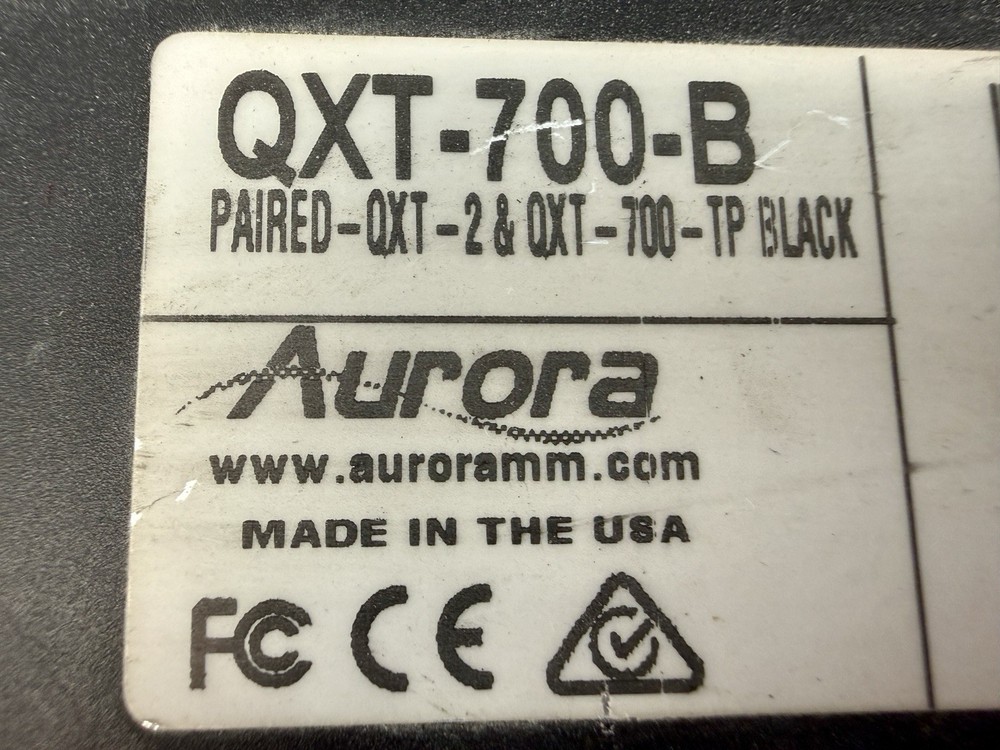 QXT-700-B
PAIRED-QXT-2 & QXT-700-TP BLACK
Aurora
www.auroramm.com
MADE IN THE USA
FC CE